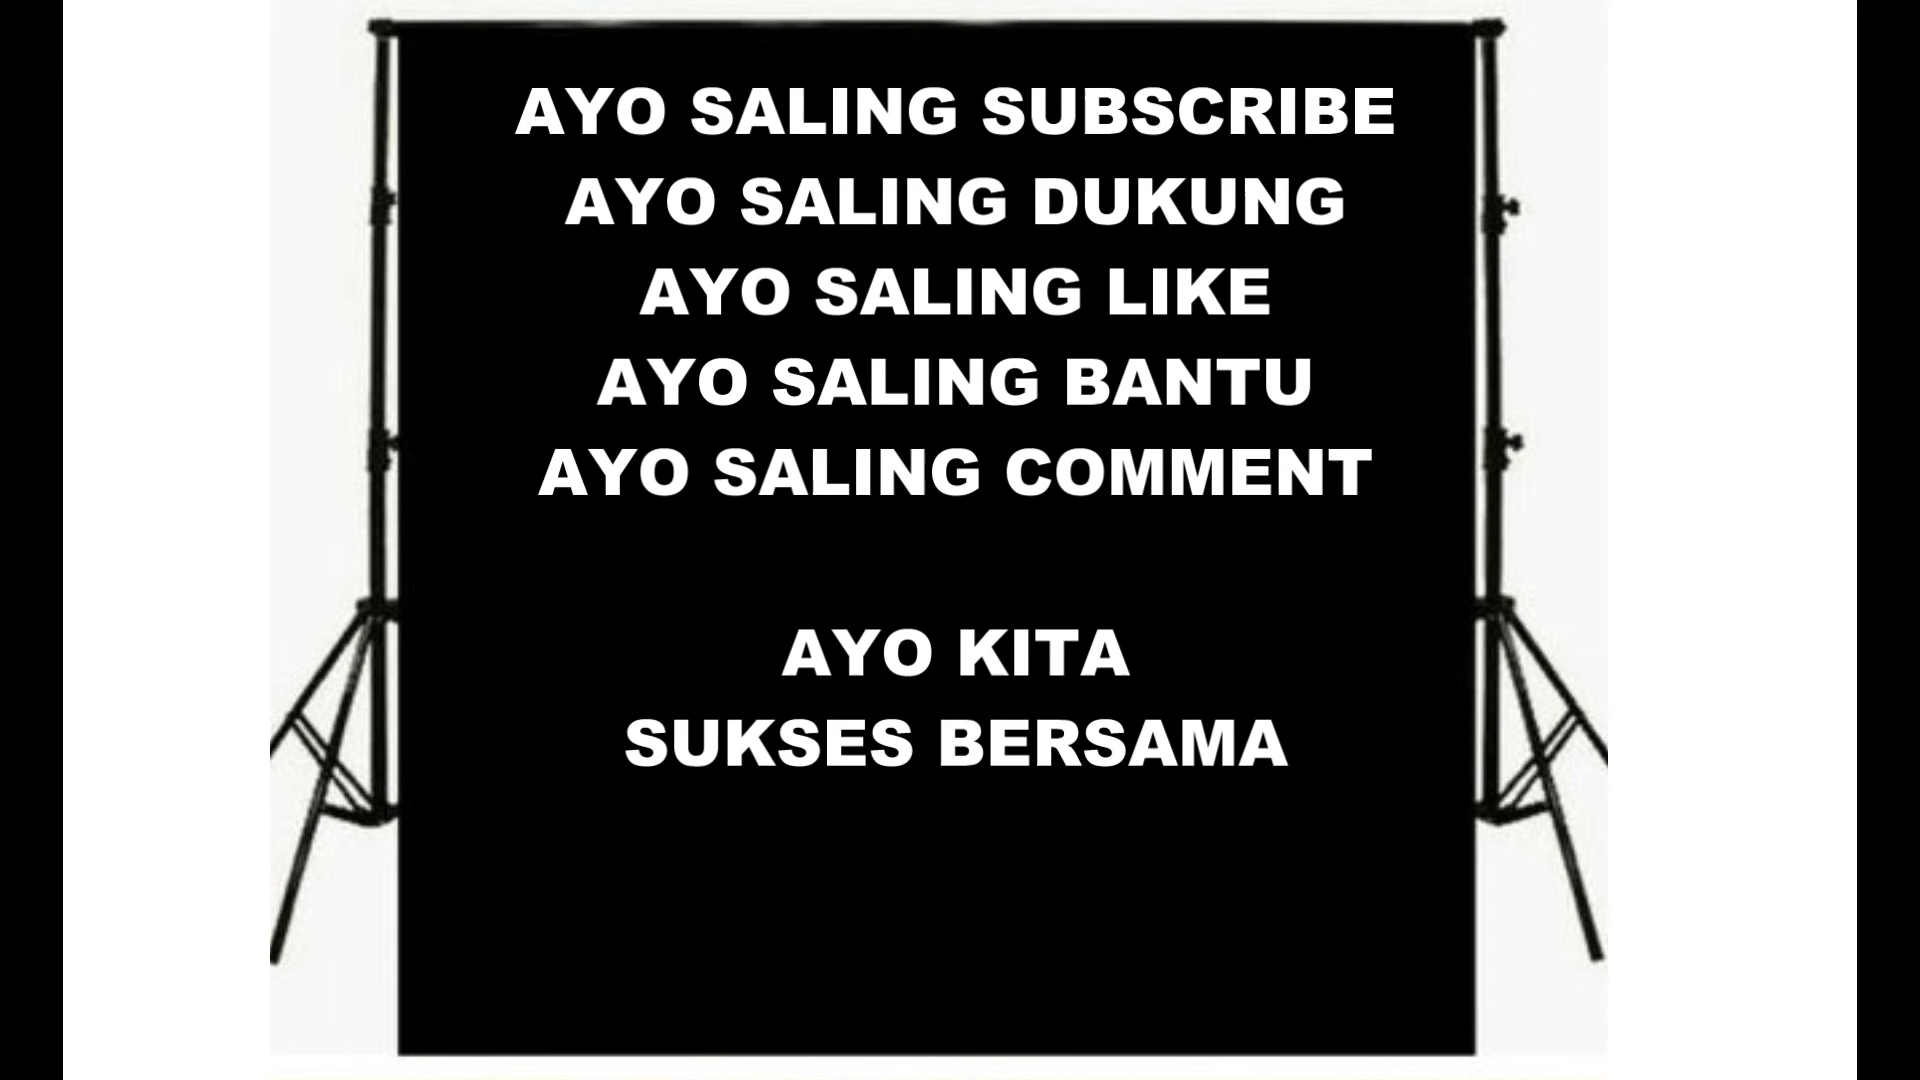 AYO SALING SUBSCRIBE
AYO SALING DUKUNG
AYO SALING LIKE
AYO SALING BANTU
AYO SALING COMMENT
AYO KITA
SUKSES BERSAMA